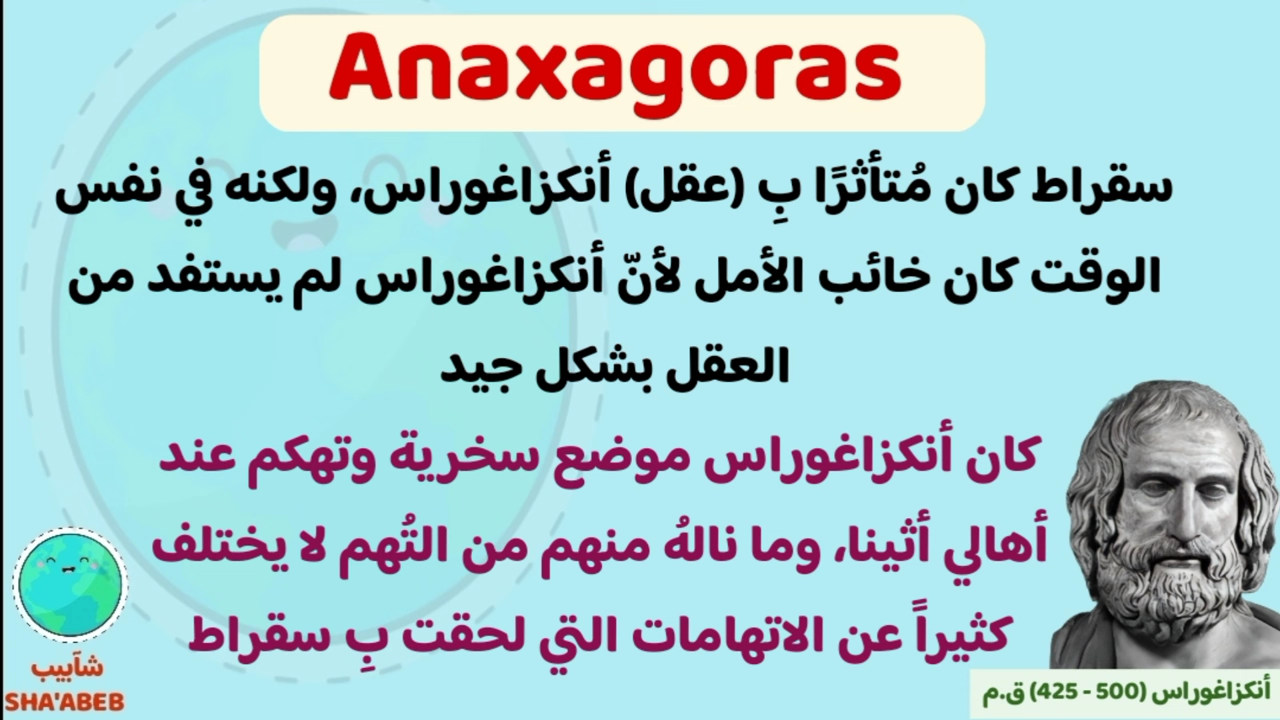 Anaxagoras
سقراط كان مُتأثرًا بِ (عقل) أنكزاغوراس، ولكنه في نفس
الوقت كان خائب الأمل لأنّ أنكزاغوراس لم يستفد من
العقل بشكل جيد
كان أنكزاغوراس موضع سخرية وتهكم عند
أهالي أثينا، وما نالهُ منهم من التُهم لا يختلف
كثيراً عن الاتهامات التي لحقت بِ سقراط
أنكزاغوراس (500 - 425) ق.م
شآبيب
SHA'ABEB